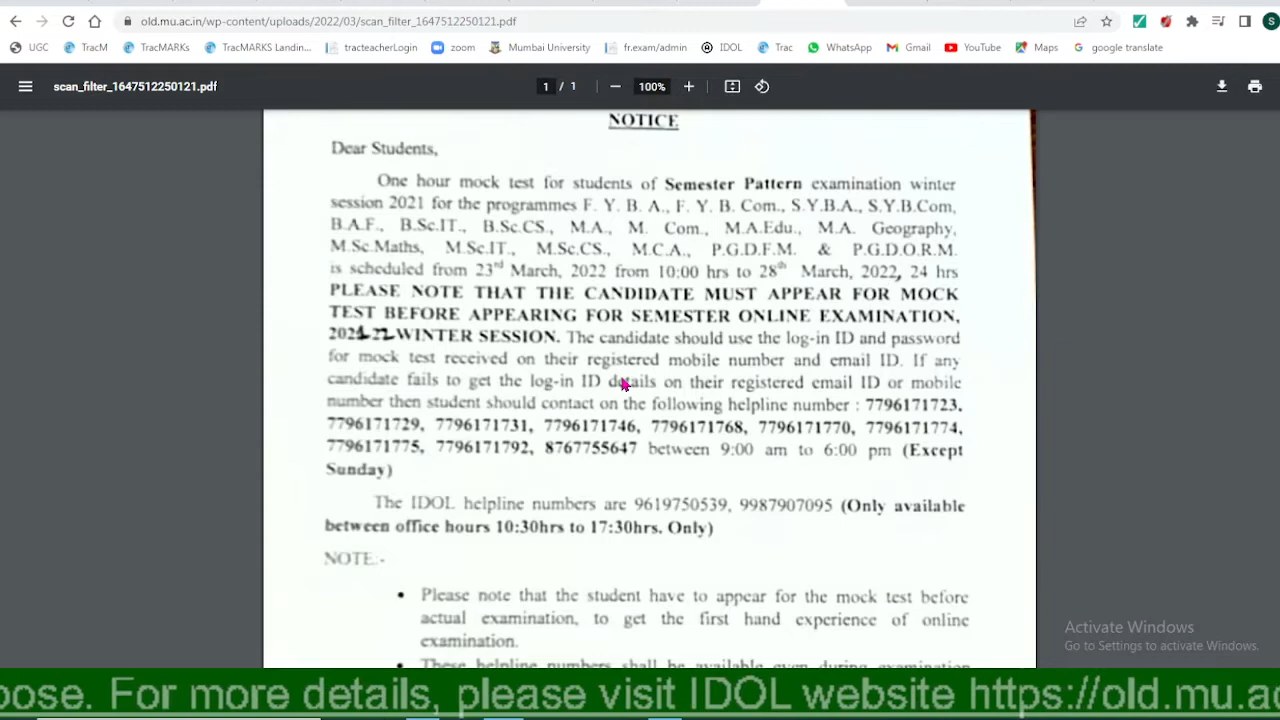 old.mu.ac.in/wp-content/uploads/2022/03/scan_filter_1647512250121.pdf
S
UGC TracM TracMARKs TracMARKS Landin... tracteacherLogin zoom Mumbai University fr.exam/admin IDOL Trac WhatsApp Gmail YouTube Maps google translate
scan_filter_1647512250121.pdf 1 / 1 100%
NOTICE
Dear Students,
One hour mock test for students of Semester Pattern examination winter
session 2021 for the programmes F. Y. B. A., F. Y. B. Com., S.Y.B.A., S.Y.B.Com,
B.A.F., B.Sc.IT., B.Sc.CS., M.A., M. Com., M.A.Edu., M.A. Geography,
M.Sc.Maths, M.Sc.IT., M.Sc.CS., M.C.A., P.G.D.F.M. & P.G.D.O.R.M.
is scheduled from 23rd March, 2022 from 10:00 hrs to 28th March, 2022, 24 hrs
PLEASE NOTE THAT THE CANDIDATE MUST APPEAR FOR MOCK
TEST BEFORE APPEARING FOR SEMESTER ONLINE EXAMINATION,
2021-22 WINTER SESSION. The candidate should use the log-in ID and password
for mock test received on their registered mobile number and email ID. If any
candidate fails to get the log-in ID details on their registered email ID or mobile
number then student should contact on the following helpline number : 7796171723,
7796171729, 7796171731, 7796171746, 7796171768, 7796171770, 7796171774,
7796171775, 7796171792, 8767755647 between 9:00 am to 6:00 pm (Except
Sunday)
The IDOL helpline numbers are 9619750539, 9987907095 (Only available
between office hours 10:30hrs to 17:30hrs. Only)
NOTE:-
• Please note that the student have to appear for the mock test before
actual examination, to get the first hand experience of online
examination.
• These helpline numbers shall be available even during examination
Activate Windows
Go to Settings to activate Windows.
pose. For more details, please visit IDOL website https://old.mu.ac